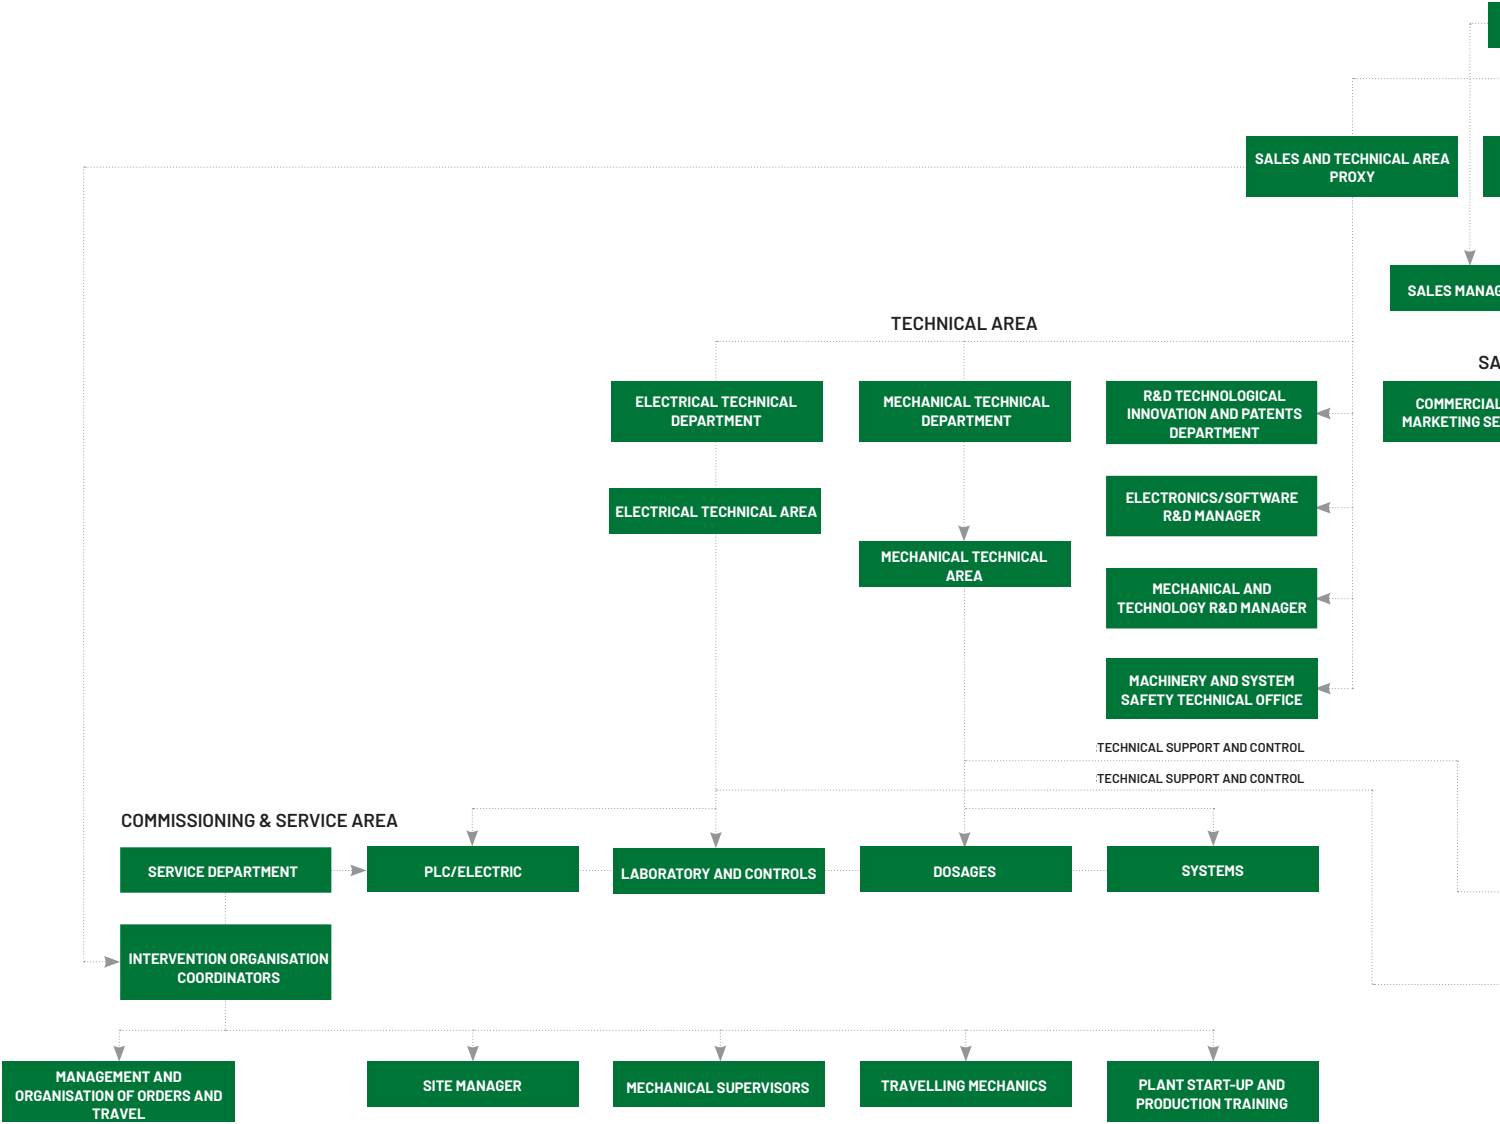 SALES AND TECHNICAL AREA
PROXY
SALES MANAG
TECHNICAL AREA
SA
ELECTRICAL TECHNICAL
DEPARTMENT
MECHANICAL TECHNICAL
DEPARTMENT
R&D TECHNOLOGICAL
INNOVATION AND PATENTS
DEPARTMENT
COMMERCIAL
MARKETING SE
ELECTRICAL TECHNICAL AREA
ELECTRONICS/SOFTWARE
R&D MANAGER
MECHANICAL TECHNICAL
AREA
MECHANICAL AND
TECHNOLOGY R&D MANAGER
MACHINERY AND SYSTEM
SAFETY TECHNICAL OFFICE
TECHNICAL SUPPORT AND CONTROL
TECHNICAL SUPPORT AND CONTROL
COMMISSIONING & SERVICE AREA
SERVICE DEPARTMENT
PLC/ELECTRIC
LABORATORY AND CONTROLS
DOSAGES
SYSTEMS
INTERVENTION ORGANISATION
COORDINATORS
MANAGEMENT AND
ORGANISATION OF ORDERS AND
TRAVEL
SITE MANAGER
MECHANICAL SUPERVISORS
TRAVELLING MECHANICS
PLANT START-UP AND
PRODUCTION TRAINING